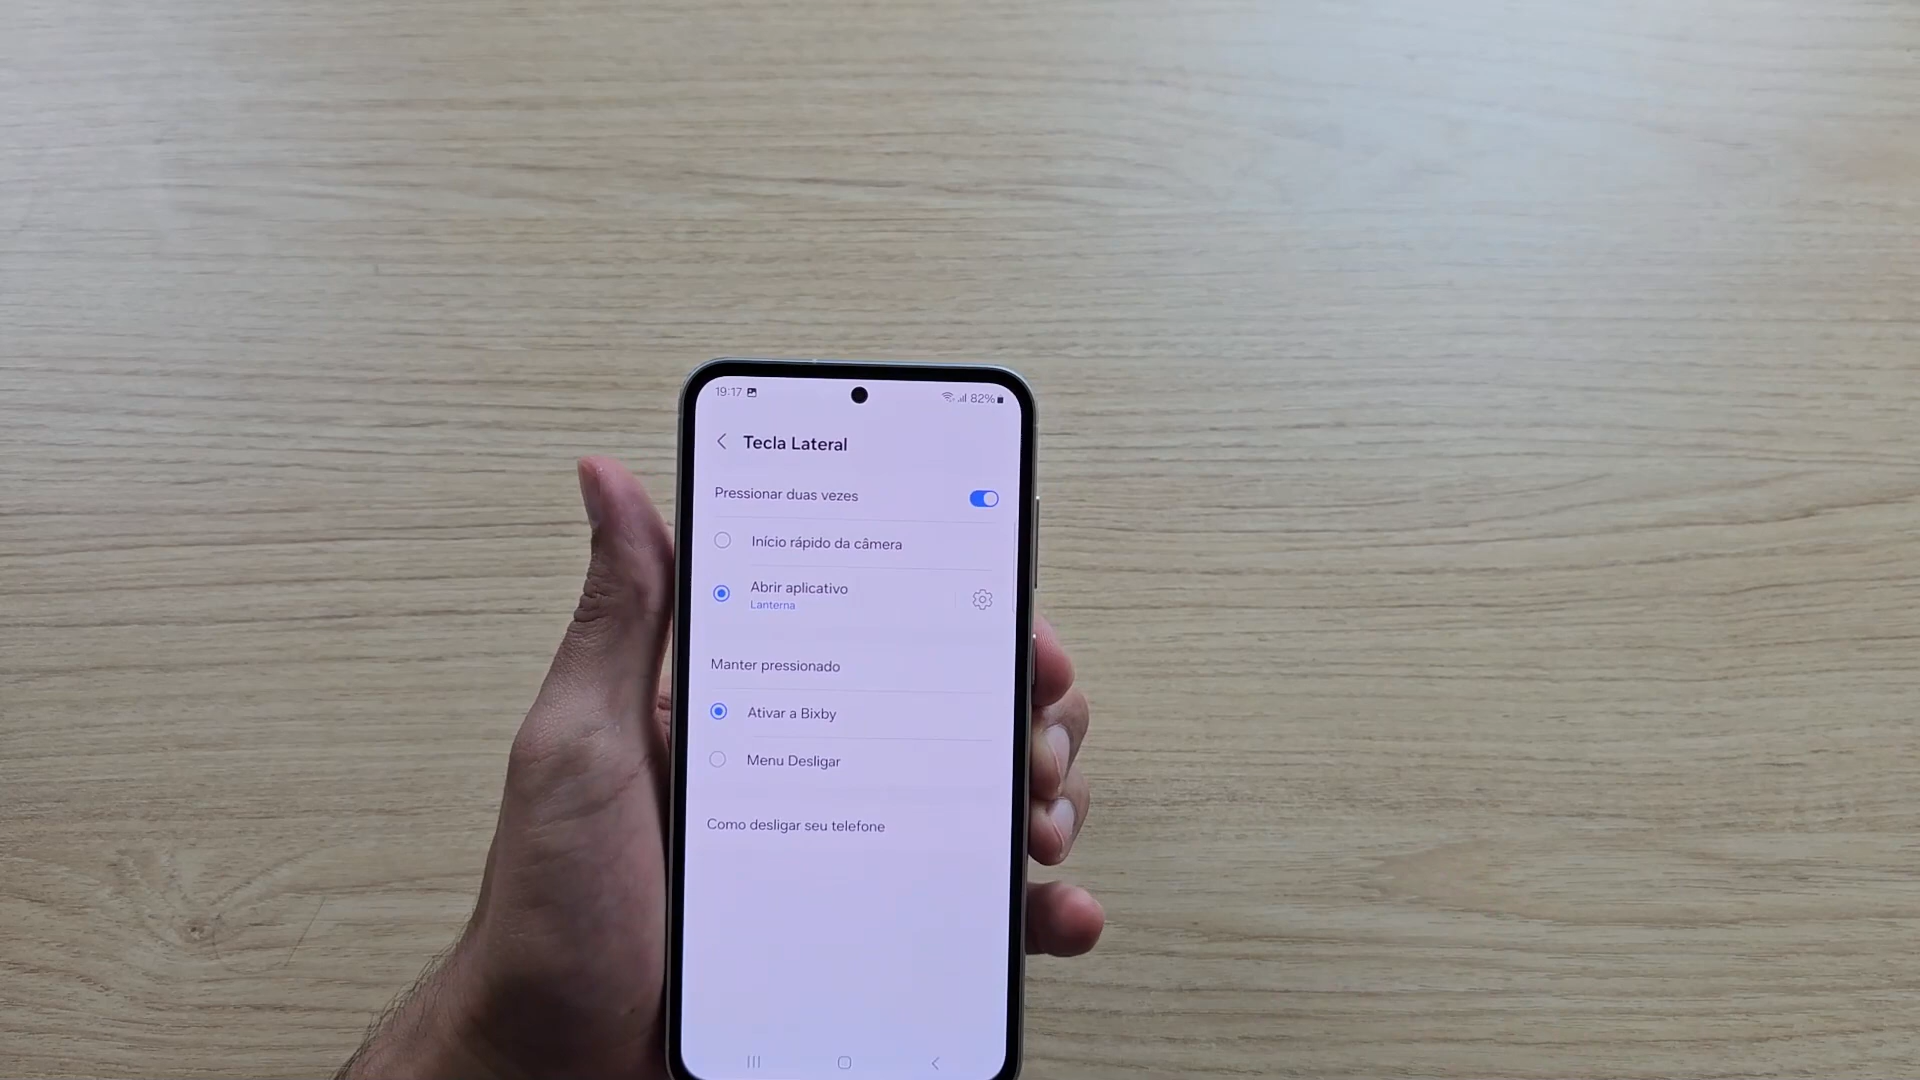 19:17
82%
Tecla Lateral
Pressionar duas vezes
Início rápido da câmera
Abrir aplicativo
Lanterna
Manter pressionado
Ativar a Bixby
Menu Desligar
Como desligar seu telefone